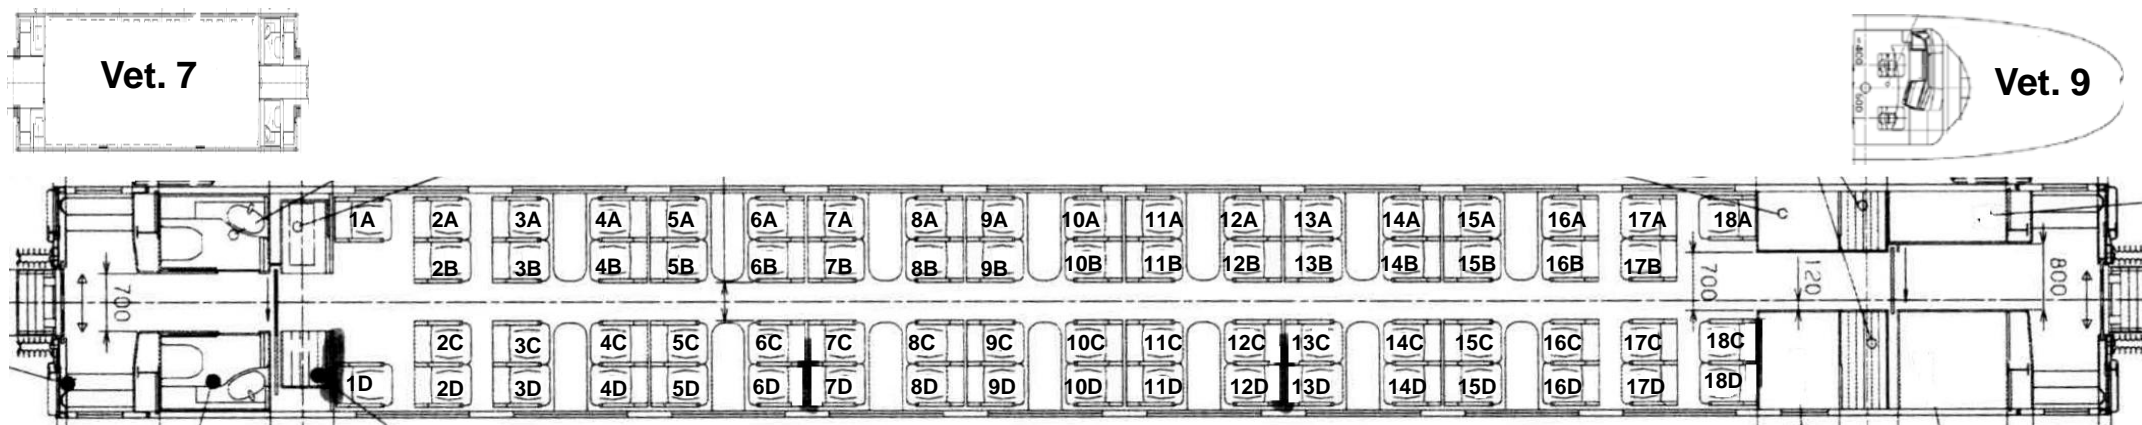 Vet. 7
≈400
600
Vet. 9
1A 2A 3A 4A 5A 6A 7A 8A 9A 10A 11A 12A 13A 14A 15A 16A 17A 18A
2B 3B 4B 5B 6B 7B 8B 9B 10B 11B 12B 13B 14B 15B 16B 17B
700 700 120 800
2C 3C 4C 5C 6C 7C 8C 9C 10C 11C 12C 13C 14C 15C 16C 17C 18C
1D 2D 3D 4D 5D 6D 7D 8D 9D 10D 11D 12D 13D 14D 15D 16D 17D 18D